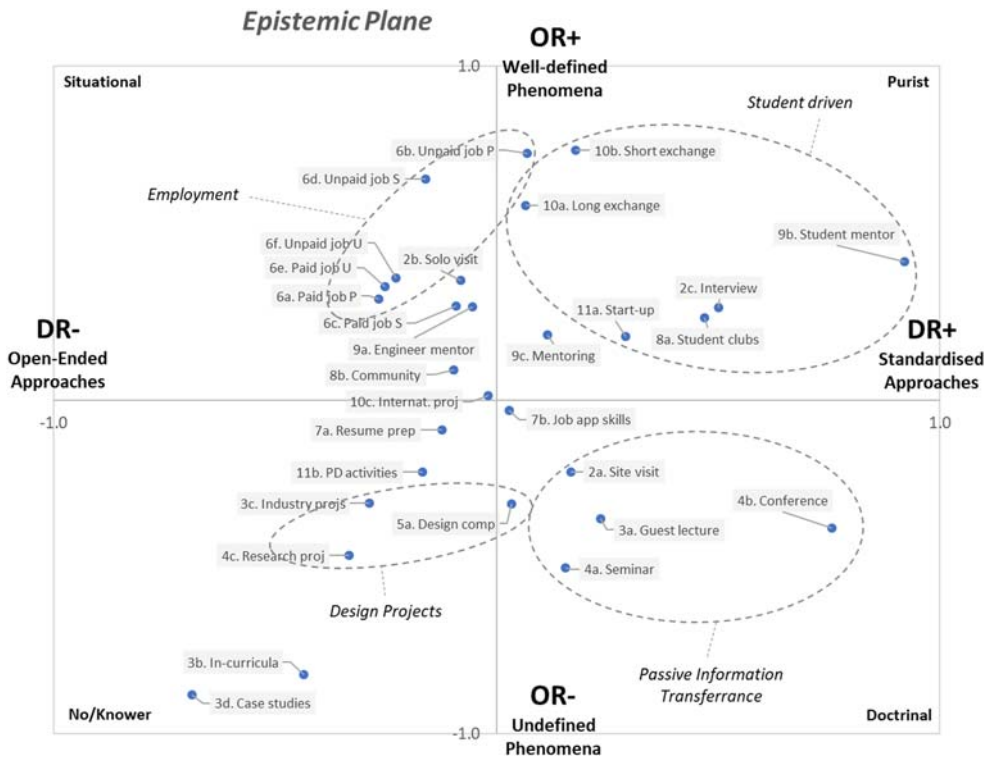 Epistemic Plane
OR+
Well-defined
Phenomena
1.0
Situational
Purist
Student driven
6b. Unpaid job P
10b. Short exchange
6d. Unpaid job S
Employment
10a. Long exchange
9b. Student mentor
6f. Unpaid job U
2b. Solo visit
6e. Paid job U
2c. Interview
6a. Paid job P
11a. Start-up
6c. Paid job S
8a. Student clubs
DR-
Open-Ended
Approaches
DR+
Standardised
Approaches
9a. Engineer mentor
9c. Mentoring
8b. Community
10c. Internat. proj
-1.0
1.0
7b. Job app skills
7a. Resume prep
11b. PD activities
2a. Site visit
3c. Industry projs
4b. Conference
5a. Design comp
3a. Guest lecture
4c. Research proj
4a. Seminar
Design Projects
3b. In-curricula
Passive Information
Transferrance
3d. Case studies
OR-
Undefined
Phenomena
No/Knower
Doctrinal
-1.0